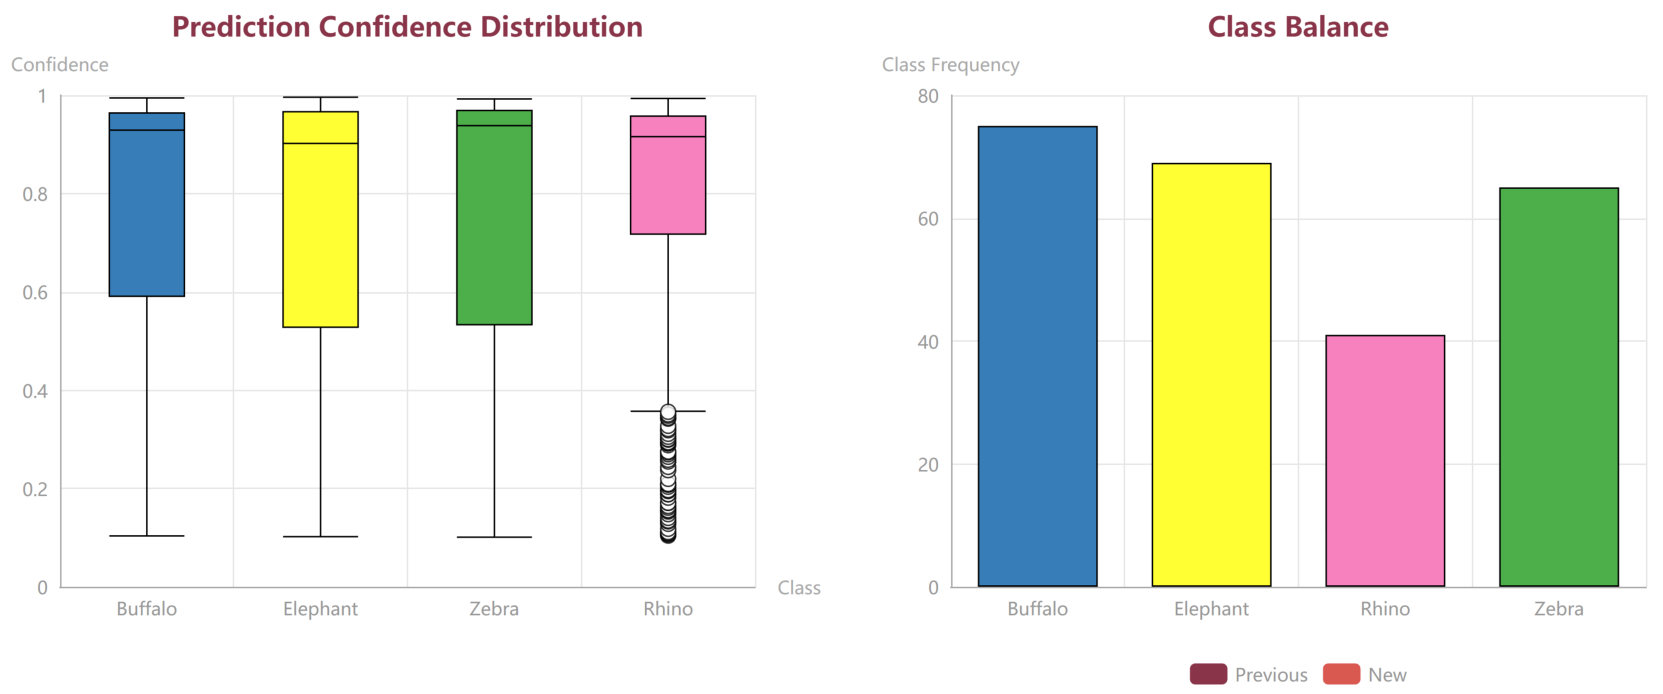 Prediction Confidence Distribution
Confidence
1
0.8
0.6
0.4
0.2
0
Buffalo Elephant Zebra Rhino
Class
Class Balance
Class Frequency
80
60
40
20
0
Buffalo Elephant Rhino Zebra
Previous New